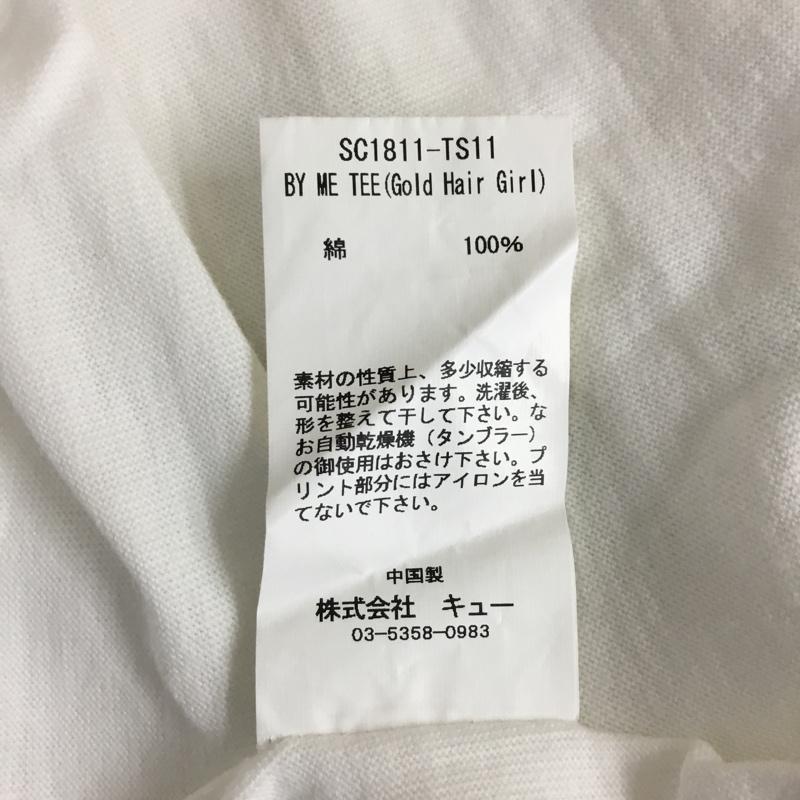 SC1811-TS11
BY ME TEE(Gold Hair Girl)
綿 100%
素材の性質上、多少収縮する
可能性があります。洗濯後、
形を整えて干して下さい。な
お自動乾燥機（タンブラー）
の御使用はおさけ下さい。プ
リント部分にはアイロンを当
てないで下さい。
中国製
株式会社 キュー
03-5358-0983